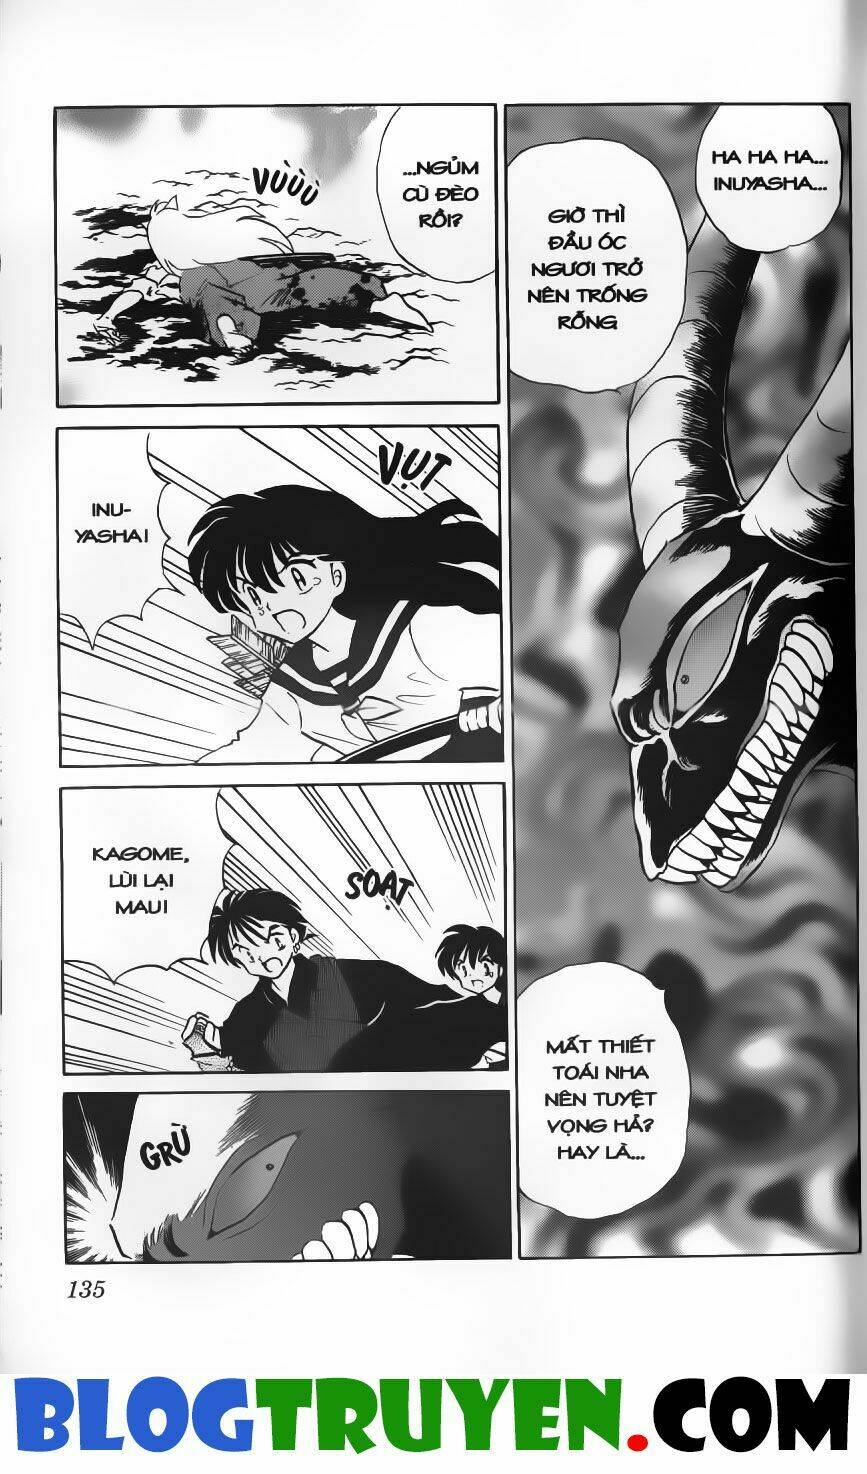 HA HA HA...
INUYASHA...
GIỜ THÌ
ĐẦU ÓC
NGƯƠI TRỞ
NÊN TRỐNG
RỖNG
MẤT THIẾT
TOÁI NHA
NÊN TUYỆT
VỌNG HẢ?
HAY LÀ...
...NGỦM
CÙ ĐÈO
RỒI?
VÙÙÙ
VỤT
INU-
YASHA!
KAGOME,
LÙI LẠI
MAU!
SOẠT
GRỪ
135
BLOGTRUYEN.COM